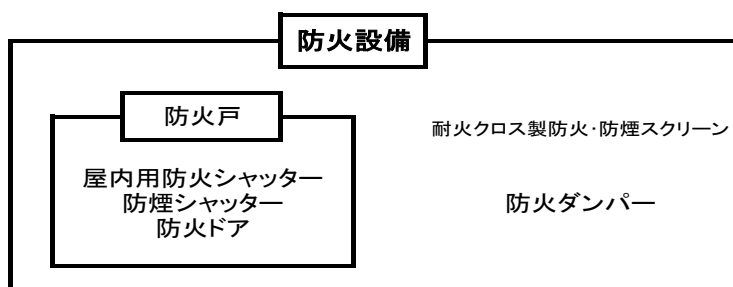 防火設備
防火戸
屋内用防火シャッター
防煙シャッター
防火ドア
耐火クロス製防火・防煙スクリーン
防火ダンパー